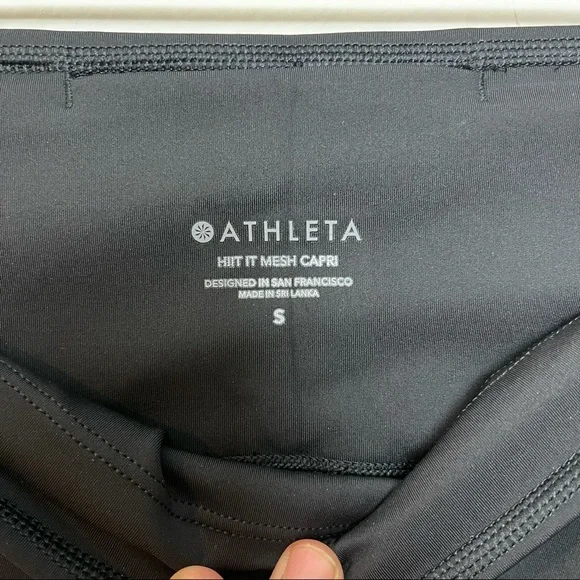 ATHLETA
HIIT IT MESH CAPRI
DESIGNED IN SAN FRANCISCO
MADE IN SRI LANKA
S